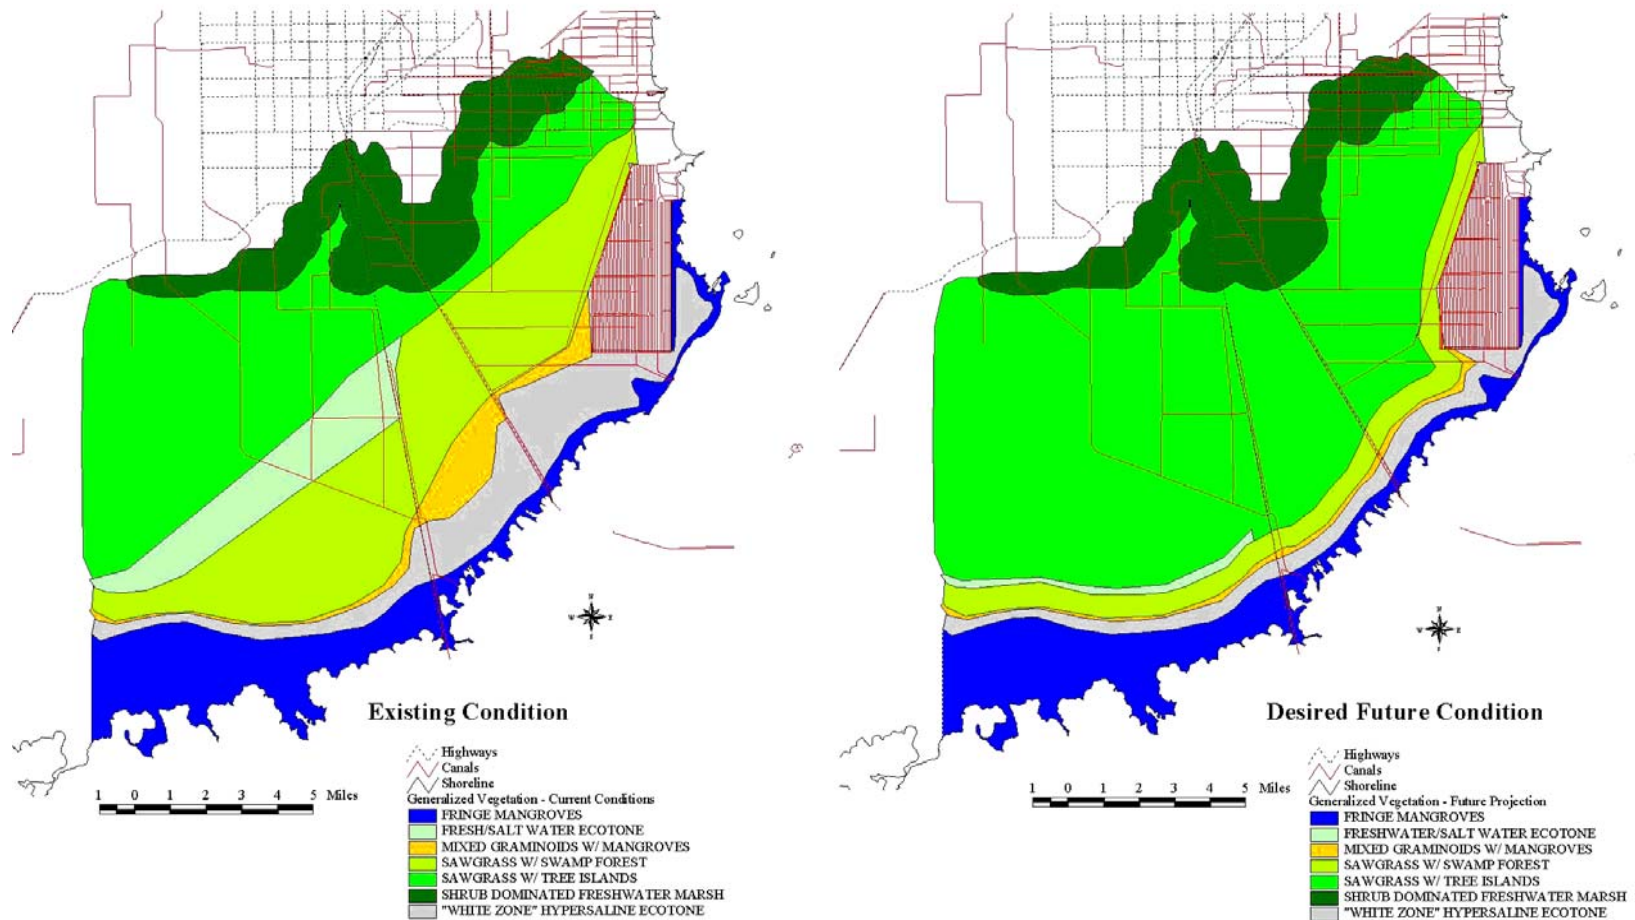 Existing Condition
Highways
Canals
Shoreline
Generalized Vegetation - Current Conditions
FRINGE MANGROVES
FRESH/SALT WATER ECOTONE
MIXED GRAMINOIDS W/ MANGROVES
SAWGRASS W/ SWAMP FOREST
SAWGRASS W/ TREE ISLANDS
SHRUB DOMINATED FRESHWATER MARSH
"WHITE ZONE" HYPERSALINE ECOTONE
1 0 1 2 3 4 5 Miles
N
W E
S
Desired Future Condition
Highways
Canals
Shoreline
Generalized Vegetation - Future Projection
FRINGE MANGROVES
FRESHWATER/SALT WATER ECOTONE
MIXED GRAMINOIDS W/ MANGROVES
SAWGRASS W/ SWAMP FOREST
SAWGRASS W/ TREE ISLANDS
SHRUB DOMINATED FRESHWATER MARSH
"WHITE ZONE" HYPERSALINE ECOTONE
1 0 1 2 3 4 5 Miles
N
W E